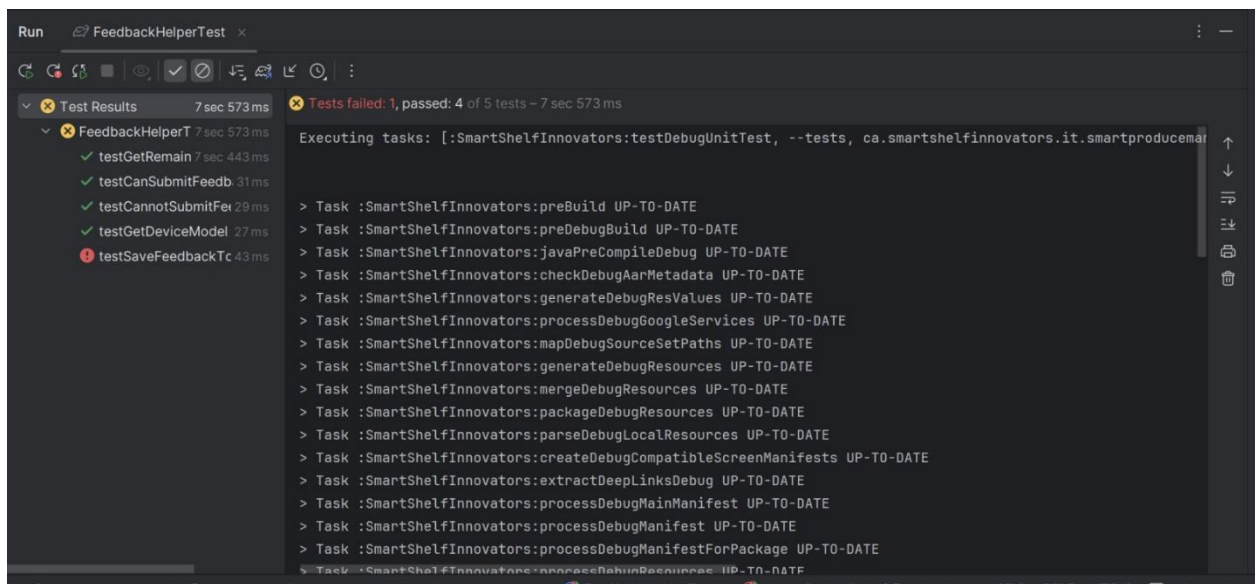 Run FeedbackHelperTest ×
Test Results 7 sec 573 ms
FeedbackHelperT 7 sec 573 ms
testGetRemain 7 sec 443 ms
testCanSubmitFeedb 31 ms
testCannotSubmitFe 29 ms
testGetDeviceModel 27 ms
testSaveFeedbackTo 43 ms
Tests failed: 1, passed: 4 of 5 tests – 7 sec 573 ms
Executing tasks: [:SmartShelfInnovators:testDebugUnitTest, --tests, ca.smartshelfinnovators.it.smartproducemar
> Task :SmartShelfInnovators:preBuild UP-TO-DATE
> Task :SmartShelfInnovators:preDebugBuild UP-TO-DATE
> Task :SmartShelfInnovators:javaPreCompileDebug UP-TO-DATE
> Task :SmartShelfInnovators:checkDebugAarMetadata UP-TO-DATE
> Task :SmartShelfInnovators:generateDebugResValues UP-TO-DATE
> Task :SmartShelfInnovators:processDebugGoogleServices UP-TO-DATE
> Task :SmartShelfInnovators:mapDebugSourceSetPaths UP-TO-DATE
> Task :SmartShelfInnovators:generateDebugResources UP-TO-DATE
> Task :SmartShelfInnovators:mergeDebugResources UP-TO-DATE
> Task :SmartShelfInnovators:packageDebugResources UP-TO-DATE
> Task :SmartShelfInnovators:parseDebugLocalResources UP-TO-DATE
> Task :SmartShelfInnovators:createDebugCompatibleScreenManifests UP-TO-DATE
> Task :SmartShelfInnovators:extractDeepLinksDebug UP-TO-DATE
> Task :SmartShelfInnovators:processDebugMainManifest UP-TO-DATE
> Task :SmartShelfInnovators:processDebugManifest UP-TO-DATE
> Task :SmartShelfInnovators:processDebugManifestForPackage UP-TO-DATE
> Task :SmartShelfInnovators:processDebugResources UP-TO-DATE